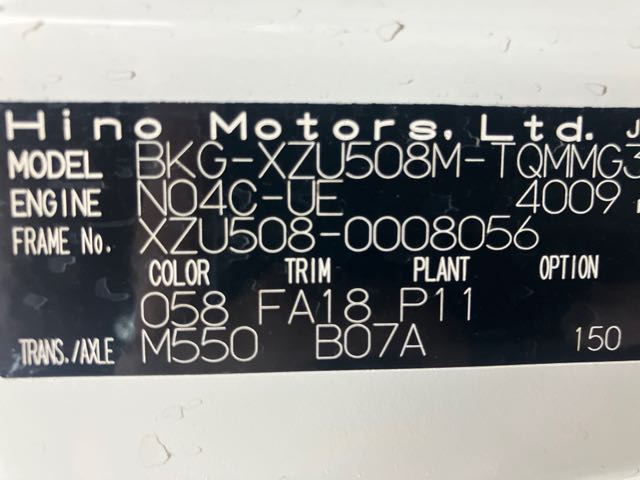 Hino Motors, Ltd. J
MODEL BKG-XZU508M-TQMMG3
ENGINE N04C-UE 4009
FRAME No. XZU508-0008056
COLOR TRIM PLANT OPTION
058 FA18 P11
TRANS./AXLE M550 B07A 150